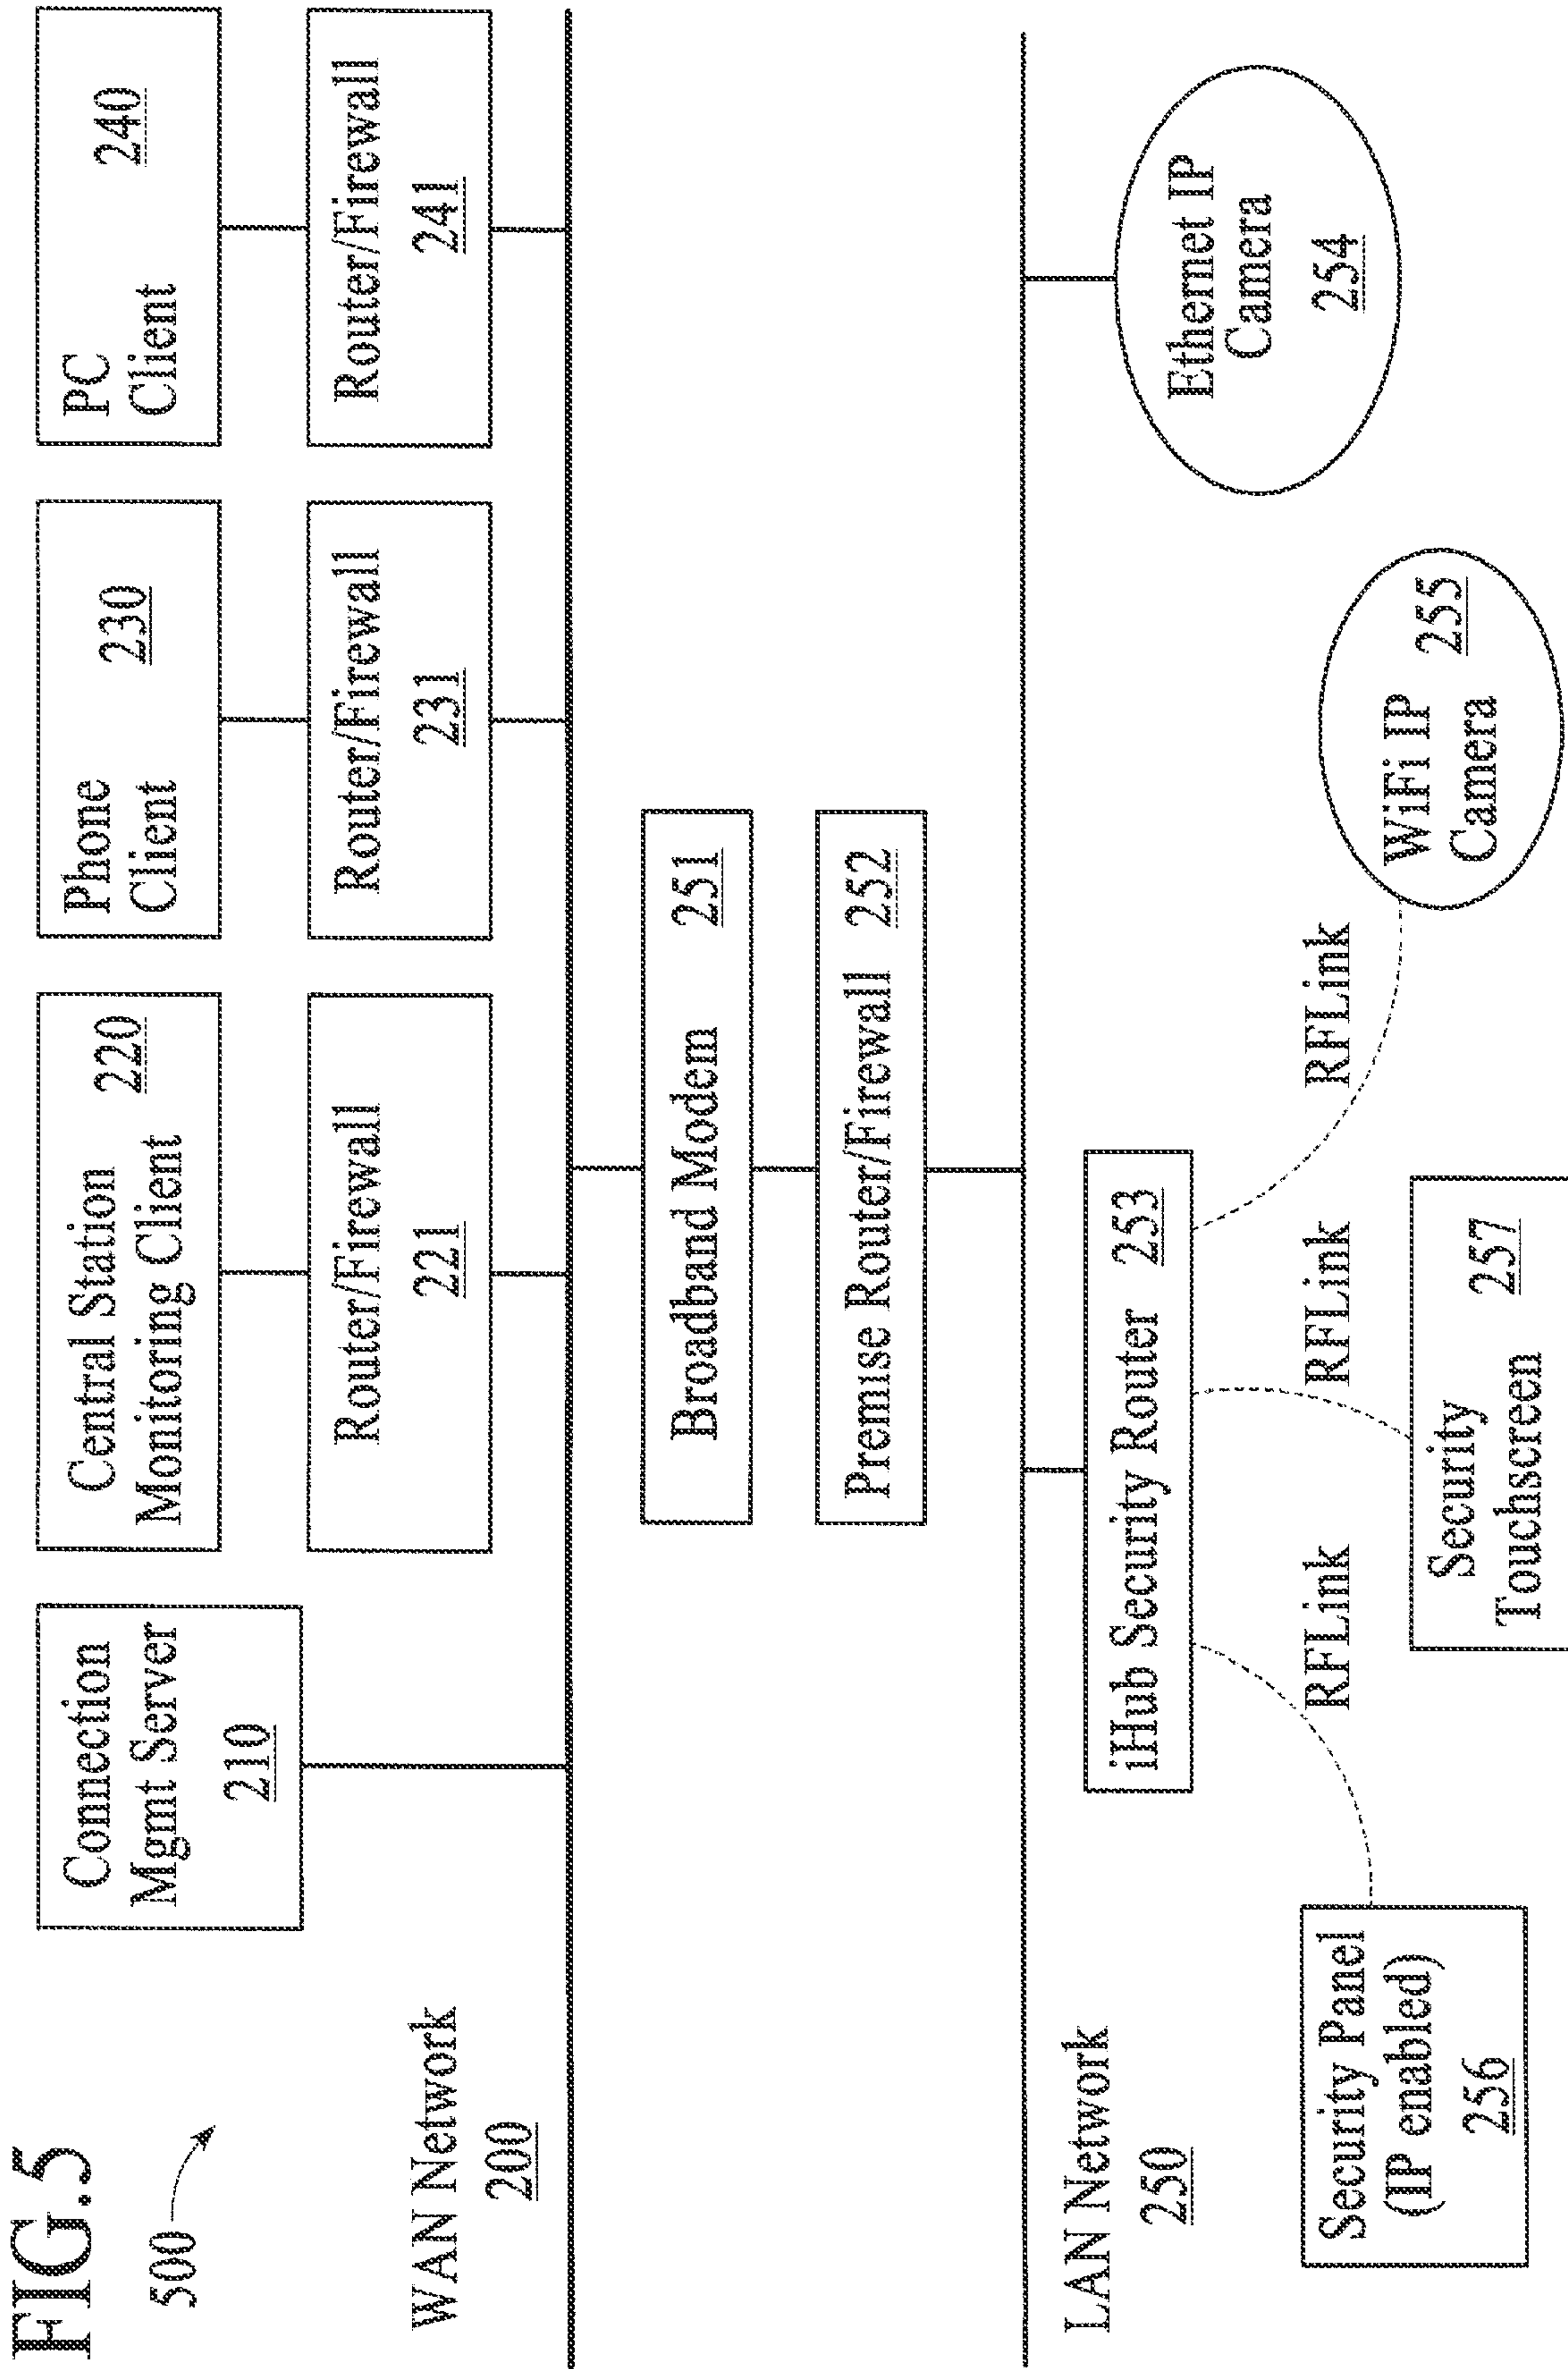 FIG.5
500
Connection
Mgmt Server
210
Central Station
Monitoring Client
220
Phone
Client
230
PC
Client
240
Router/Firewall
221
Router/Firewall
231
Router/Firewall
241
WAN Network
200
Broadband Modem 251
Premise Router/Firewall 252
LAN Network
250
iHub Security Router 253
Ethernet IP
Camera
254
RFLink
RFLink
RFLink
Security Panel
(IP enabled)
256
Security
Touchscreen
257
WiFi IP
Camera
255